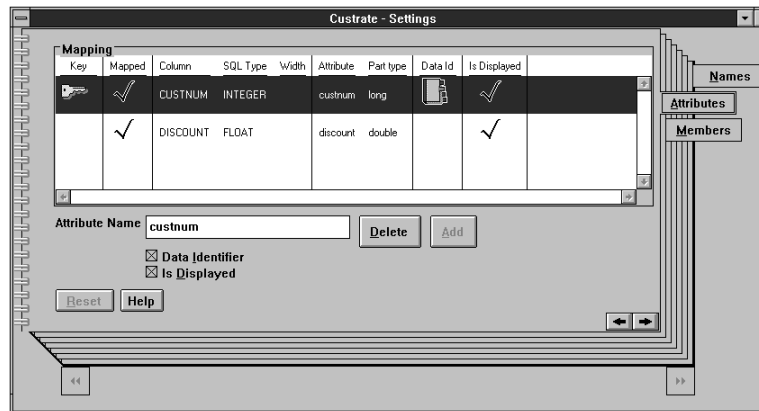 Custrate - Settings
Mapping
Key Mapped Column SQL Type Width Attribute Part type Data Id Is Displayed
CUSTNUM INTEGER custnum long
DISCOUNT FLOAT discount double
Names
Attributes
Members
Attribute Name custnum Delete Add
Data Identifier
Is Displayed
Reset Help